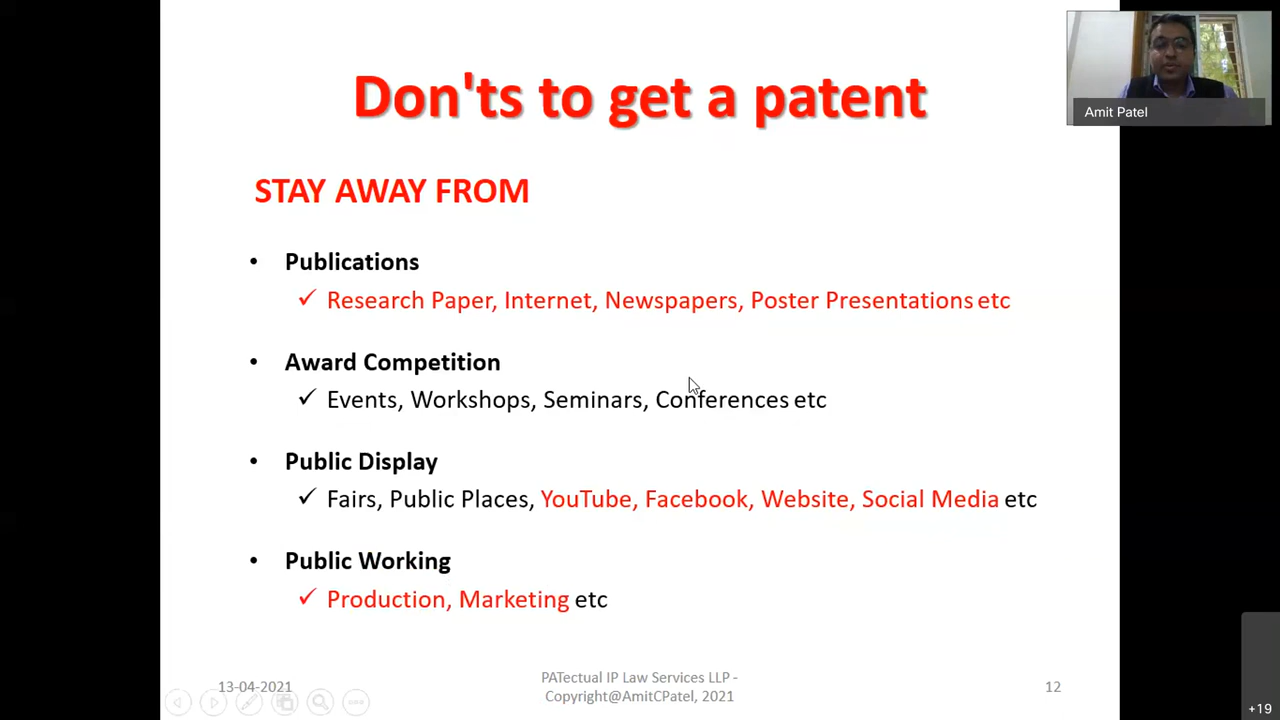 Don'ts to get a patent
Amit Patel
STAY AWAY FROM
• Publications
✓ Research Paper, Internet, Newspapers, Poster Presentations etc
• Award Competition
✓ Events, Workshops, Seminars, Conferences etc
• Public Display
✓ Fairs, Public Places, YouTube, Facebook, Website, Social Media etc
• Public Working
✓ Production, Marketing etc
13-04-2021
PATectual IP Law Services LLP -
Copyright@AmitCPatel, 2021
12
+19